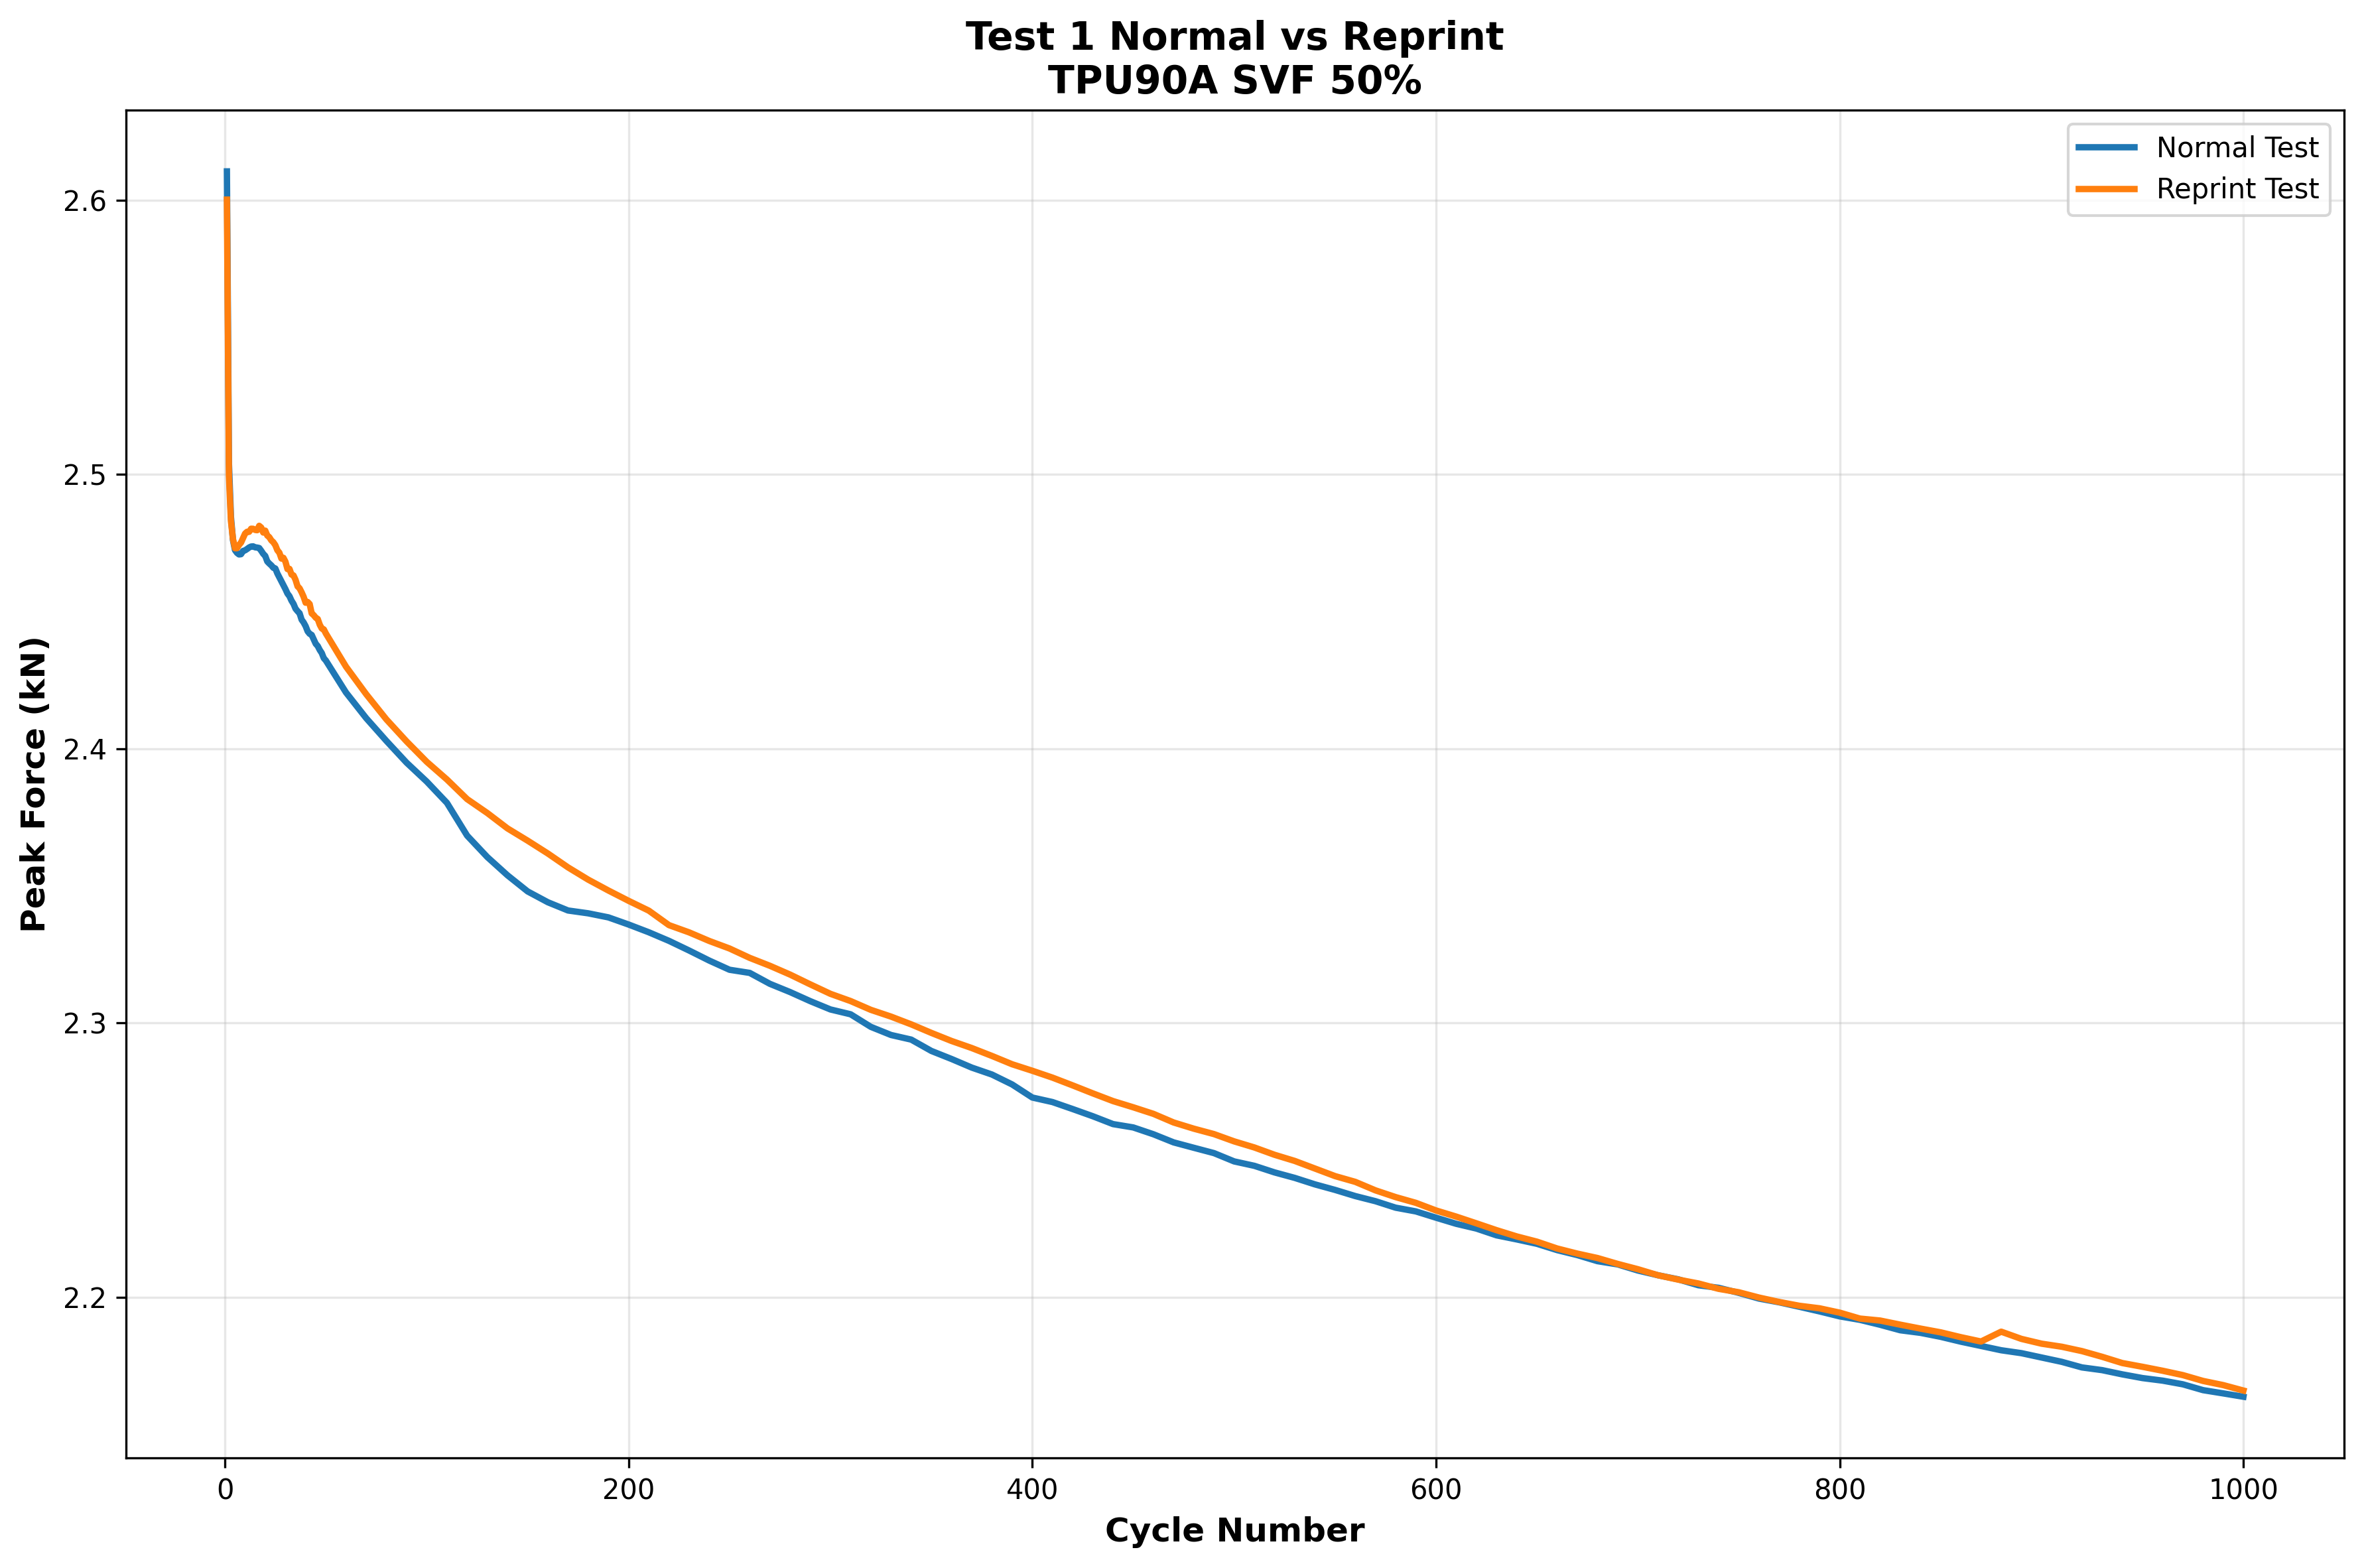 Test 1 Normal vs Reprint
TPU90A SVF 50%
Normal Test
Reprint Test
2.6
2.5
2.4
2.3
2.2
Peak Force (kN)
0
200
400
600
800
1000
Cycle Number